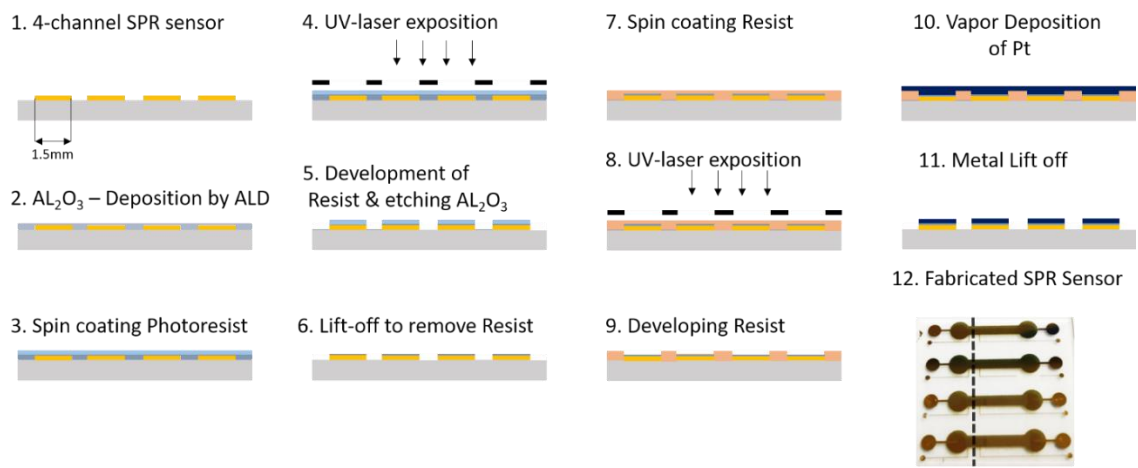 1. 4-channel SPR sensor
1.5mm
2. AL₂O₃ – Deposition by ALD
3. Spin coating Photoresist
4. UV-laser exposition
5. Development of
Resist & etching AL₂O₃
6. Lift-off to remove Resist
7. Spin coating Resist
8. UV-laser exposition
9. Developing Resist
10. Vapor Deposition
of Pt
11. Metal Lift off
12. Fabricated SPR Sensor